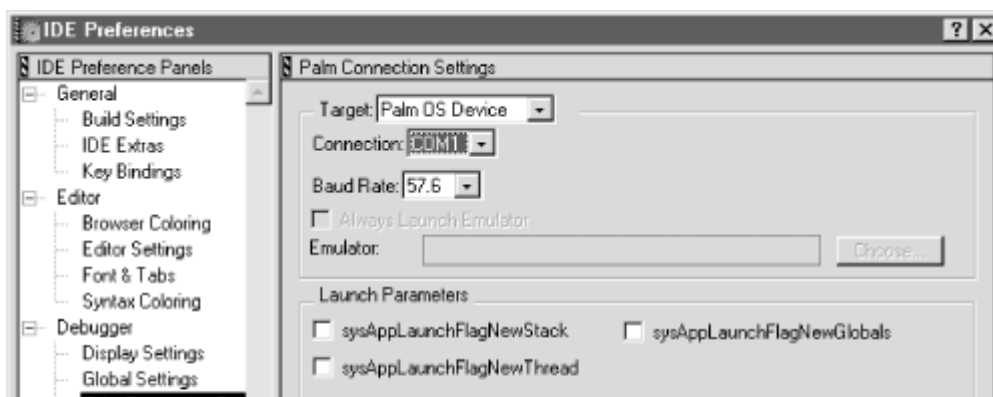 IDE Preferences
IDE Preference Panels
General
Build Settings
IDE Extras
Key Bindings
Editor
Browser Coloring
Editor Settings
Font & Tabs
Syntax Coloring
Debugger
Display Settings
Global Settings
Palm Connection Settings
Target: Palm OS Device
Connection: COM1
Baud Rate: 57.6
Always Launch Emulator
Emulator: Choose...
Launch Parameters
sysAppLaunchFlagNewStack sysAppLaunchFlagNewGlobals
sysAppLaunchFlagNewThread